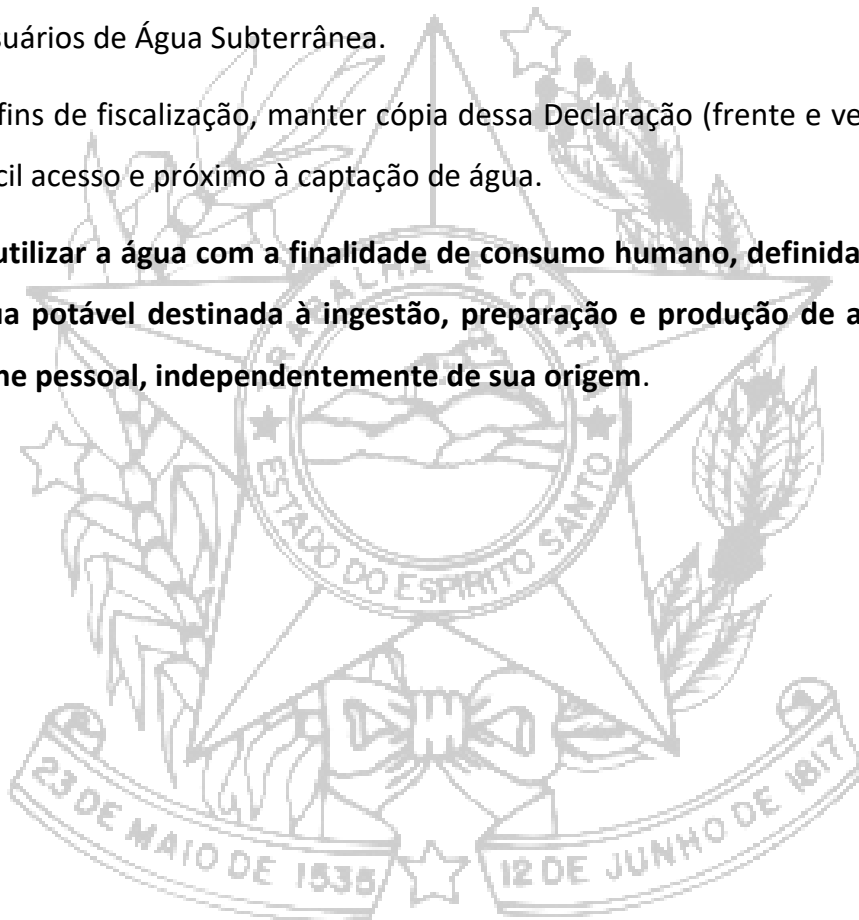 suários de Água Subterrânea.
fins de fiscalização, manter cópia dessa Declaração (frente e ve
cil acesso e próximo à captação de água.
utilizar a água com a finalidade de consumo humano, definida
ua potável destinada à ingestão, preparação e produção de a
ne pessoal, independentemente de sua origem.
TRABALHA E CONFIA
ESTADO DO ESPIRITO SANTO
23 DE MAIO DE 1535
12 DE JUNHO DE 1817